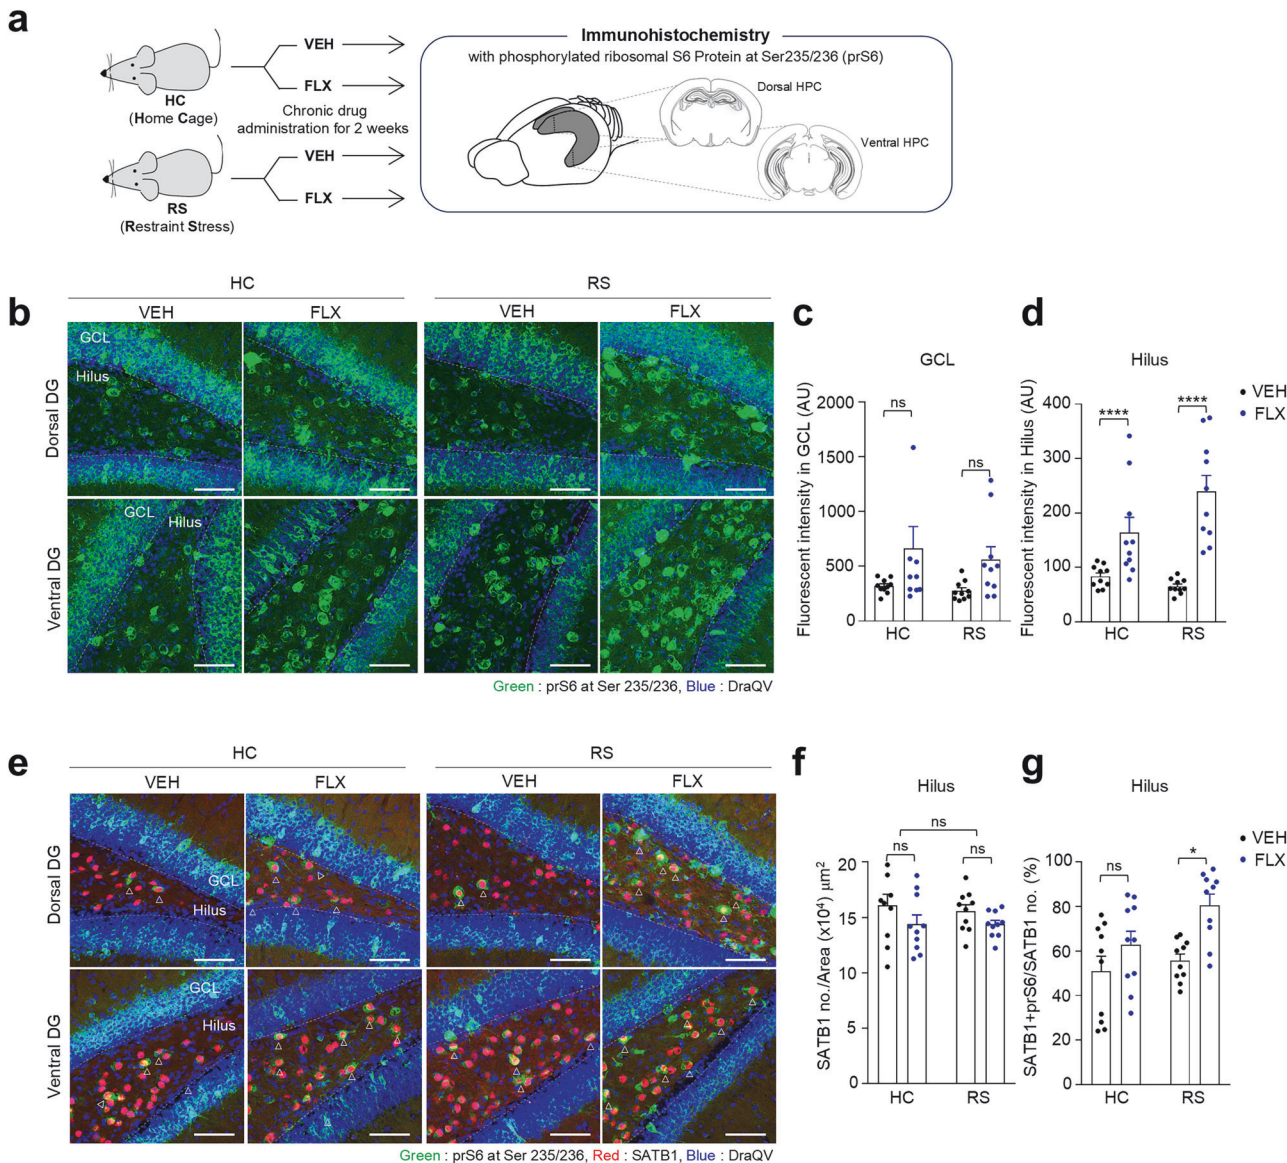 a
Immunohistochemistry
with phosphorylated ribosomal S6 Protein at Ser235/236 (prS6)
VEH
FLX
HC
(Home Cage)
Chronic drug
administration for 2 weeks
VEH
FLX
RS
(Restraint Stress)
Dorsal HPC
Ventral HPC
b
HC
RS
VEH
FLX
VEH
FLX
Dorsal DG
Ventral DG
GCL
Hilus
GCL
Hilus
Green : prS6 at Ser 235/236, Blue : DraQV
c
GCL
Fluorescent intensity in GCL (AU)
2000
1500
1000
500
0
ns
ns
HC
RS
d
Hilus
Fluorescent intensity in Hilus (AU)
400
300
200
100
0
****
****
HC
RS
VEH
FLX
e
HC
RS
VEH
FLX
VEH
FLX
Dorsal DG
Ventral DG
GCL
Hilus
GCL
Hilus
Green : prS6 at Ser 235/236, Red : SATB1, Blue : DraQV
f
Hilus
SATB1 no./Area (x10⁴) μm²
20
15
10
5
0
ns
ns
ns
HC
RS
g
Hilus
SATB1+prS6/SATB1 no. (%)
100
80
60
40
20
0
ns
*
HC
RS
VEH
FLX